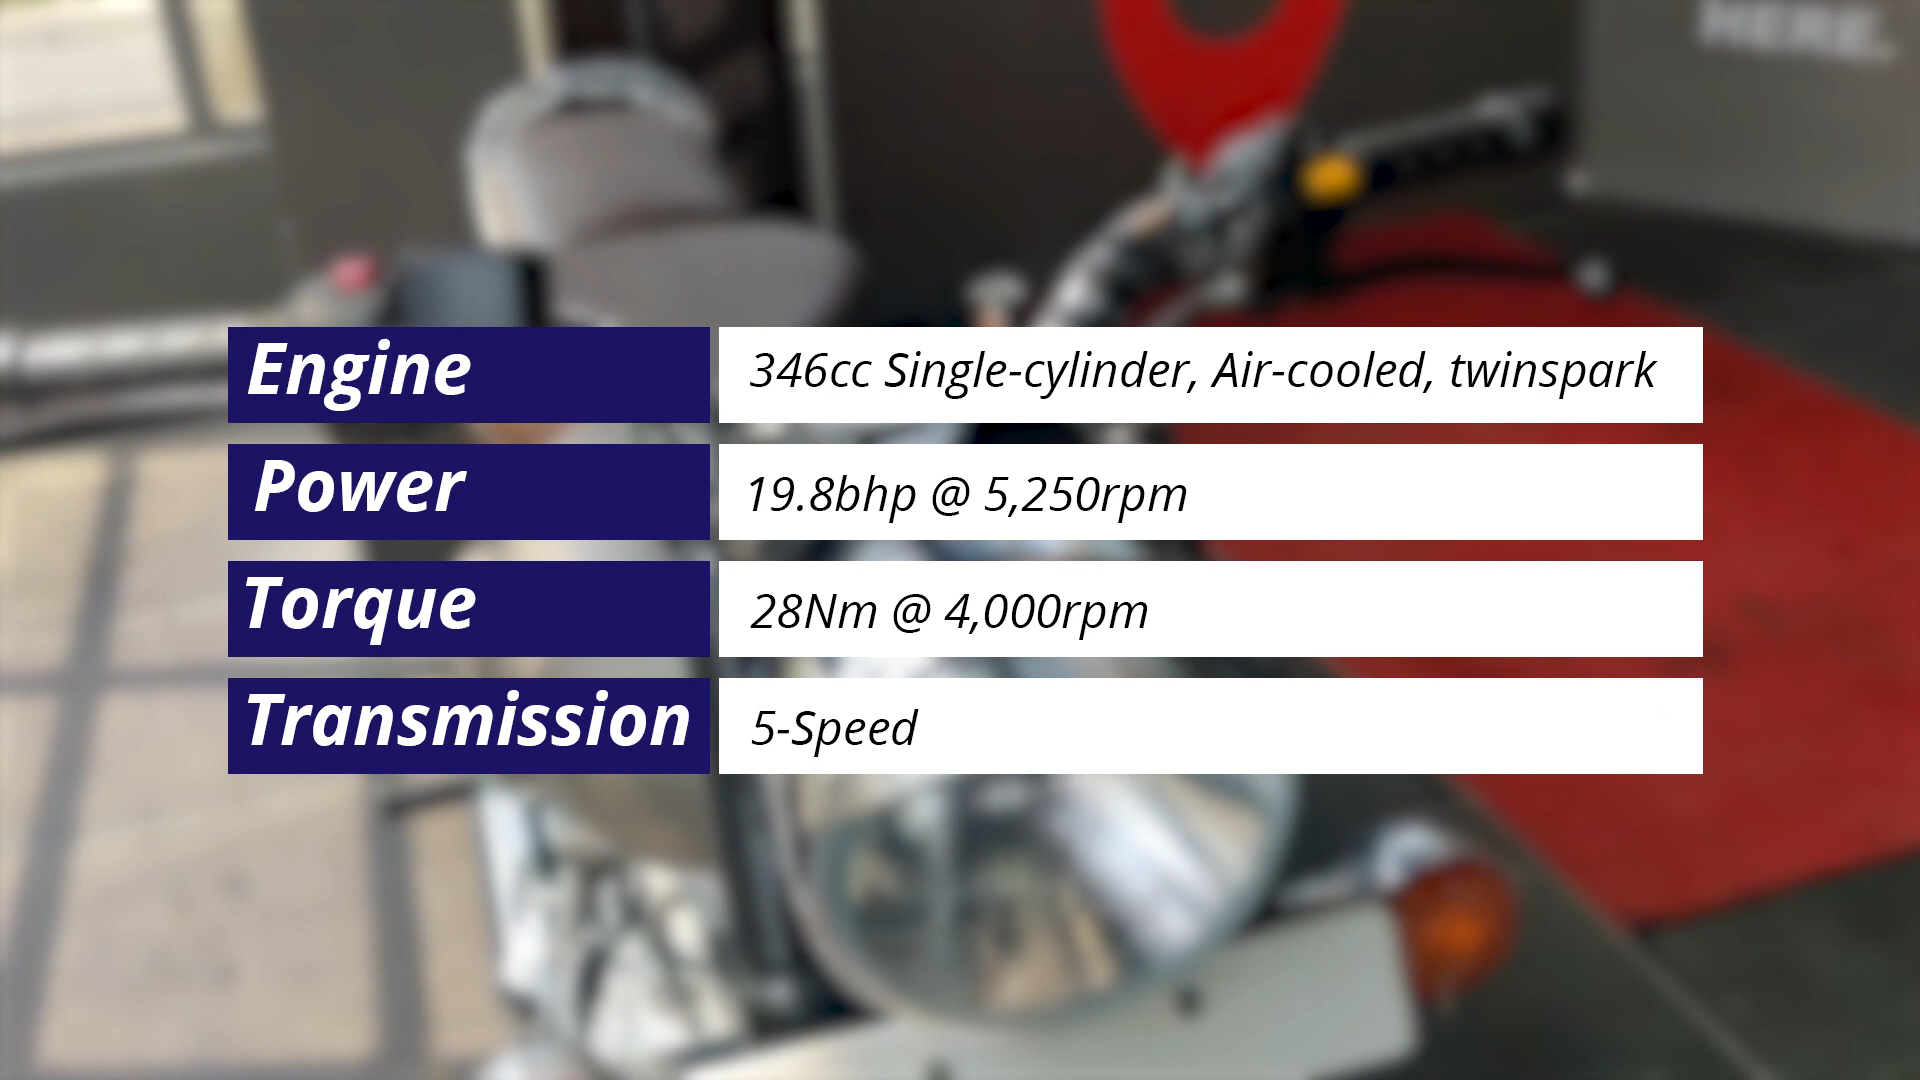 HERE.
Engine 346cc Single-cylinder, Air-cooled, twinspark
Power 19.8bhp @ 5,250rpm
Torque 28Nm @ 4,000rpm
Transmission 5-Speed